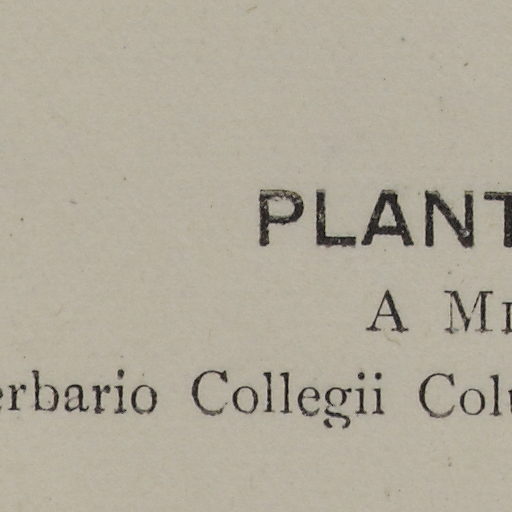 PLANT
A MI
erbario Collegii Colu